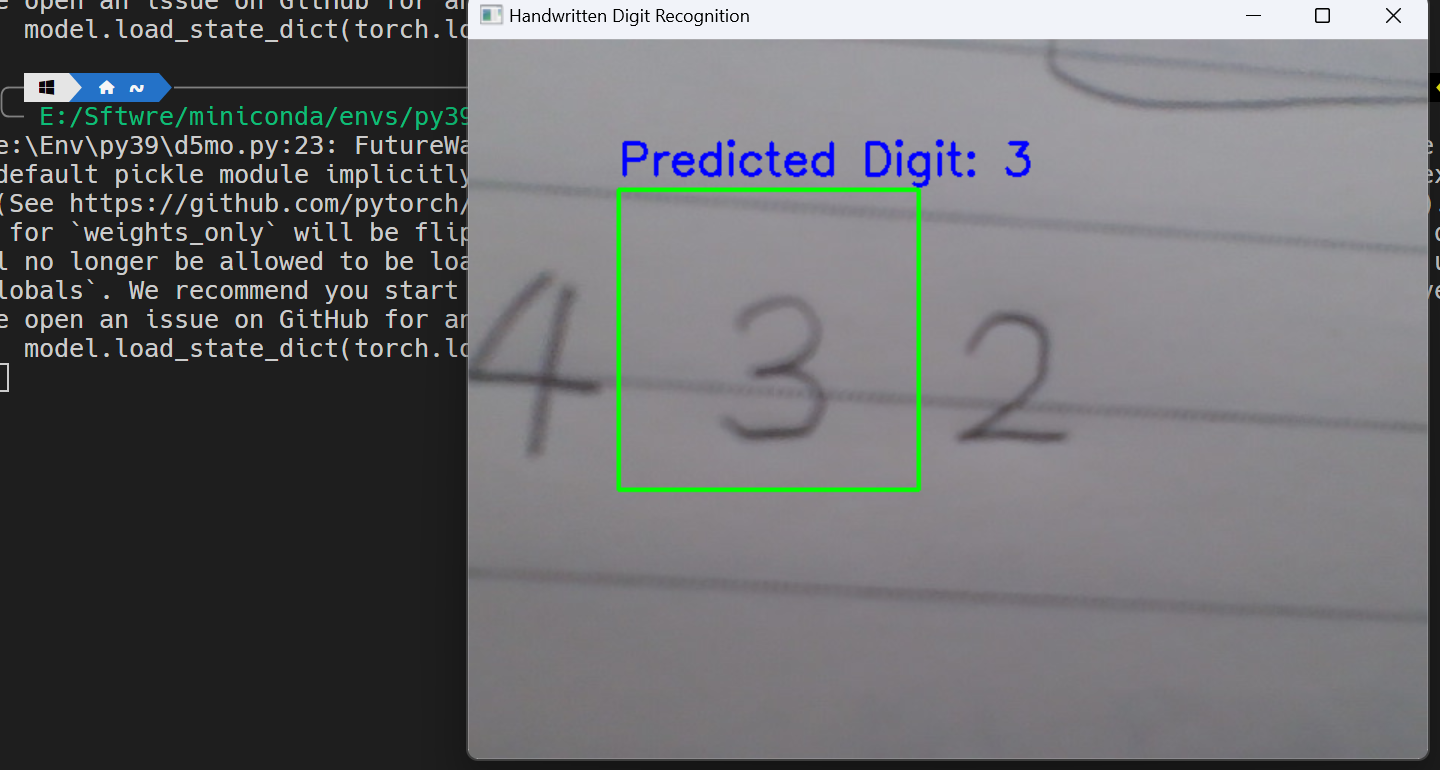 Handwritten Digit Recognition
open an issue on GitHub for an
model.load_state_dict(torch.lo
~
E:/Sftwre/miniconda/envs/py39
e:\Env\py39\d5mo.py:23: FutureWa
default pickle module implicitly
(See https://github.com/pytorch/
for `weights_only` will be flip
l no longer be allowed to be loa
lobals`. We recommend you start
e open an issue on GitHub for an
model.load_state_dict(torch.lo
Predicted Digit: 3
4 3 2